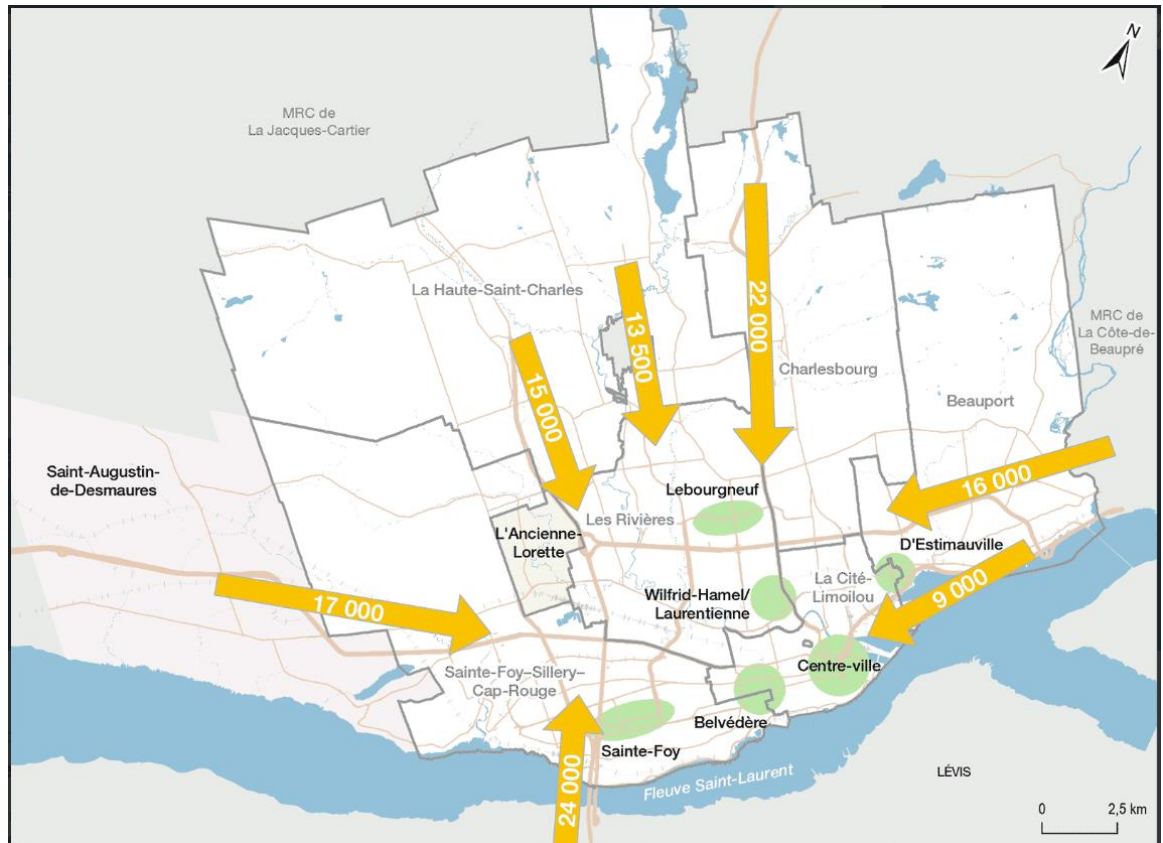 N
MRC de
La Jacques-Cartier
La Haute-Saint-Charles
22 000
13 500
15 000
MRC de
La Côte-de-
Beaupré
Charlesbourg
Beauport
Saint-Augustin-
de-Desmaures
16 000
Lebourgneuf
Les Rivières
L'Ancienne-
Lorette
D'Estimauville
La Cité-
Limoilou
9 000
Wilfrid-Hamel/
Laurentienne
17 000
Centre-ville
Sainte-Foy–Sillery–
Cap-Rouge
Belvédère
Sainte-Foy
24 000
Fleuve Saint-Laurent
LÉVIS
0 2,5 km